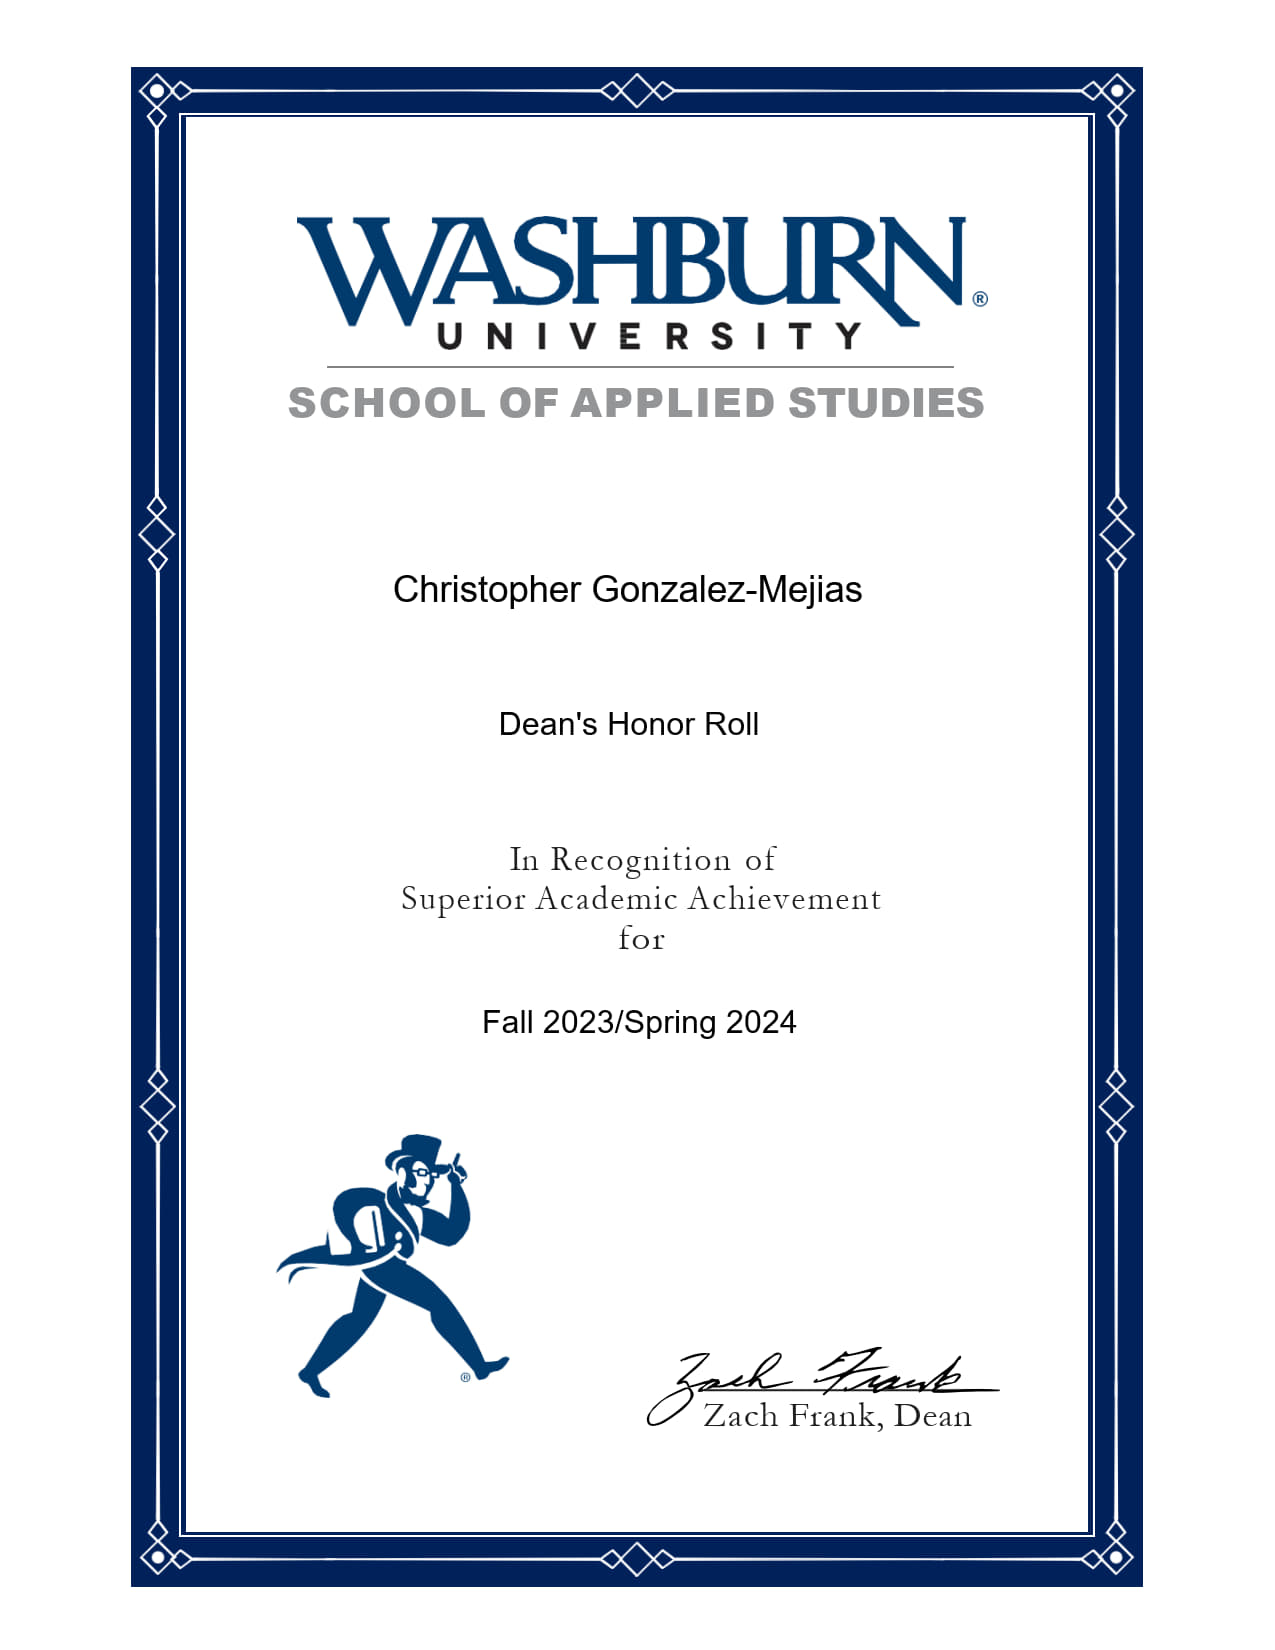 WASHBURN®
UNIVERSITY
SCHOOL OF APPLIED STUDIES
Christopher Gonzalez-Mejias
Dean's Honor Roll
In Recognition of
Superior Academic Achievement
for
Fall 2023/Spring 2024
®
Zach Frank
Zach Frank, Dean